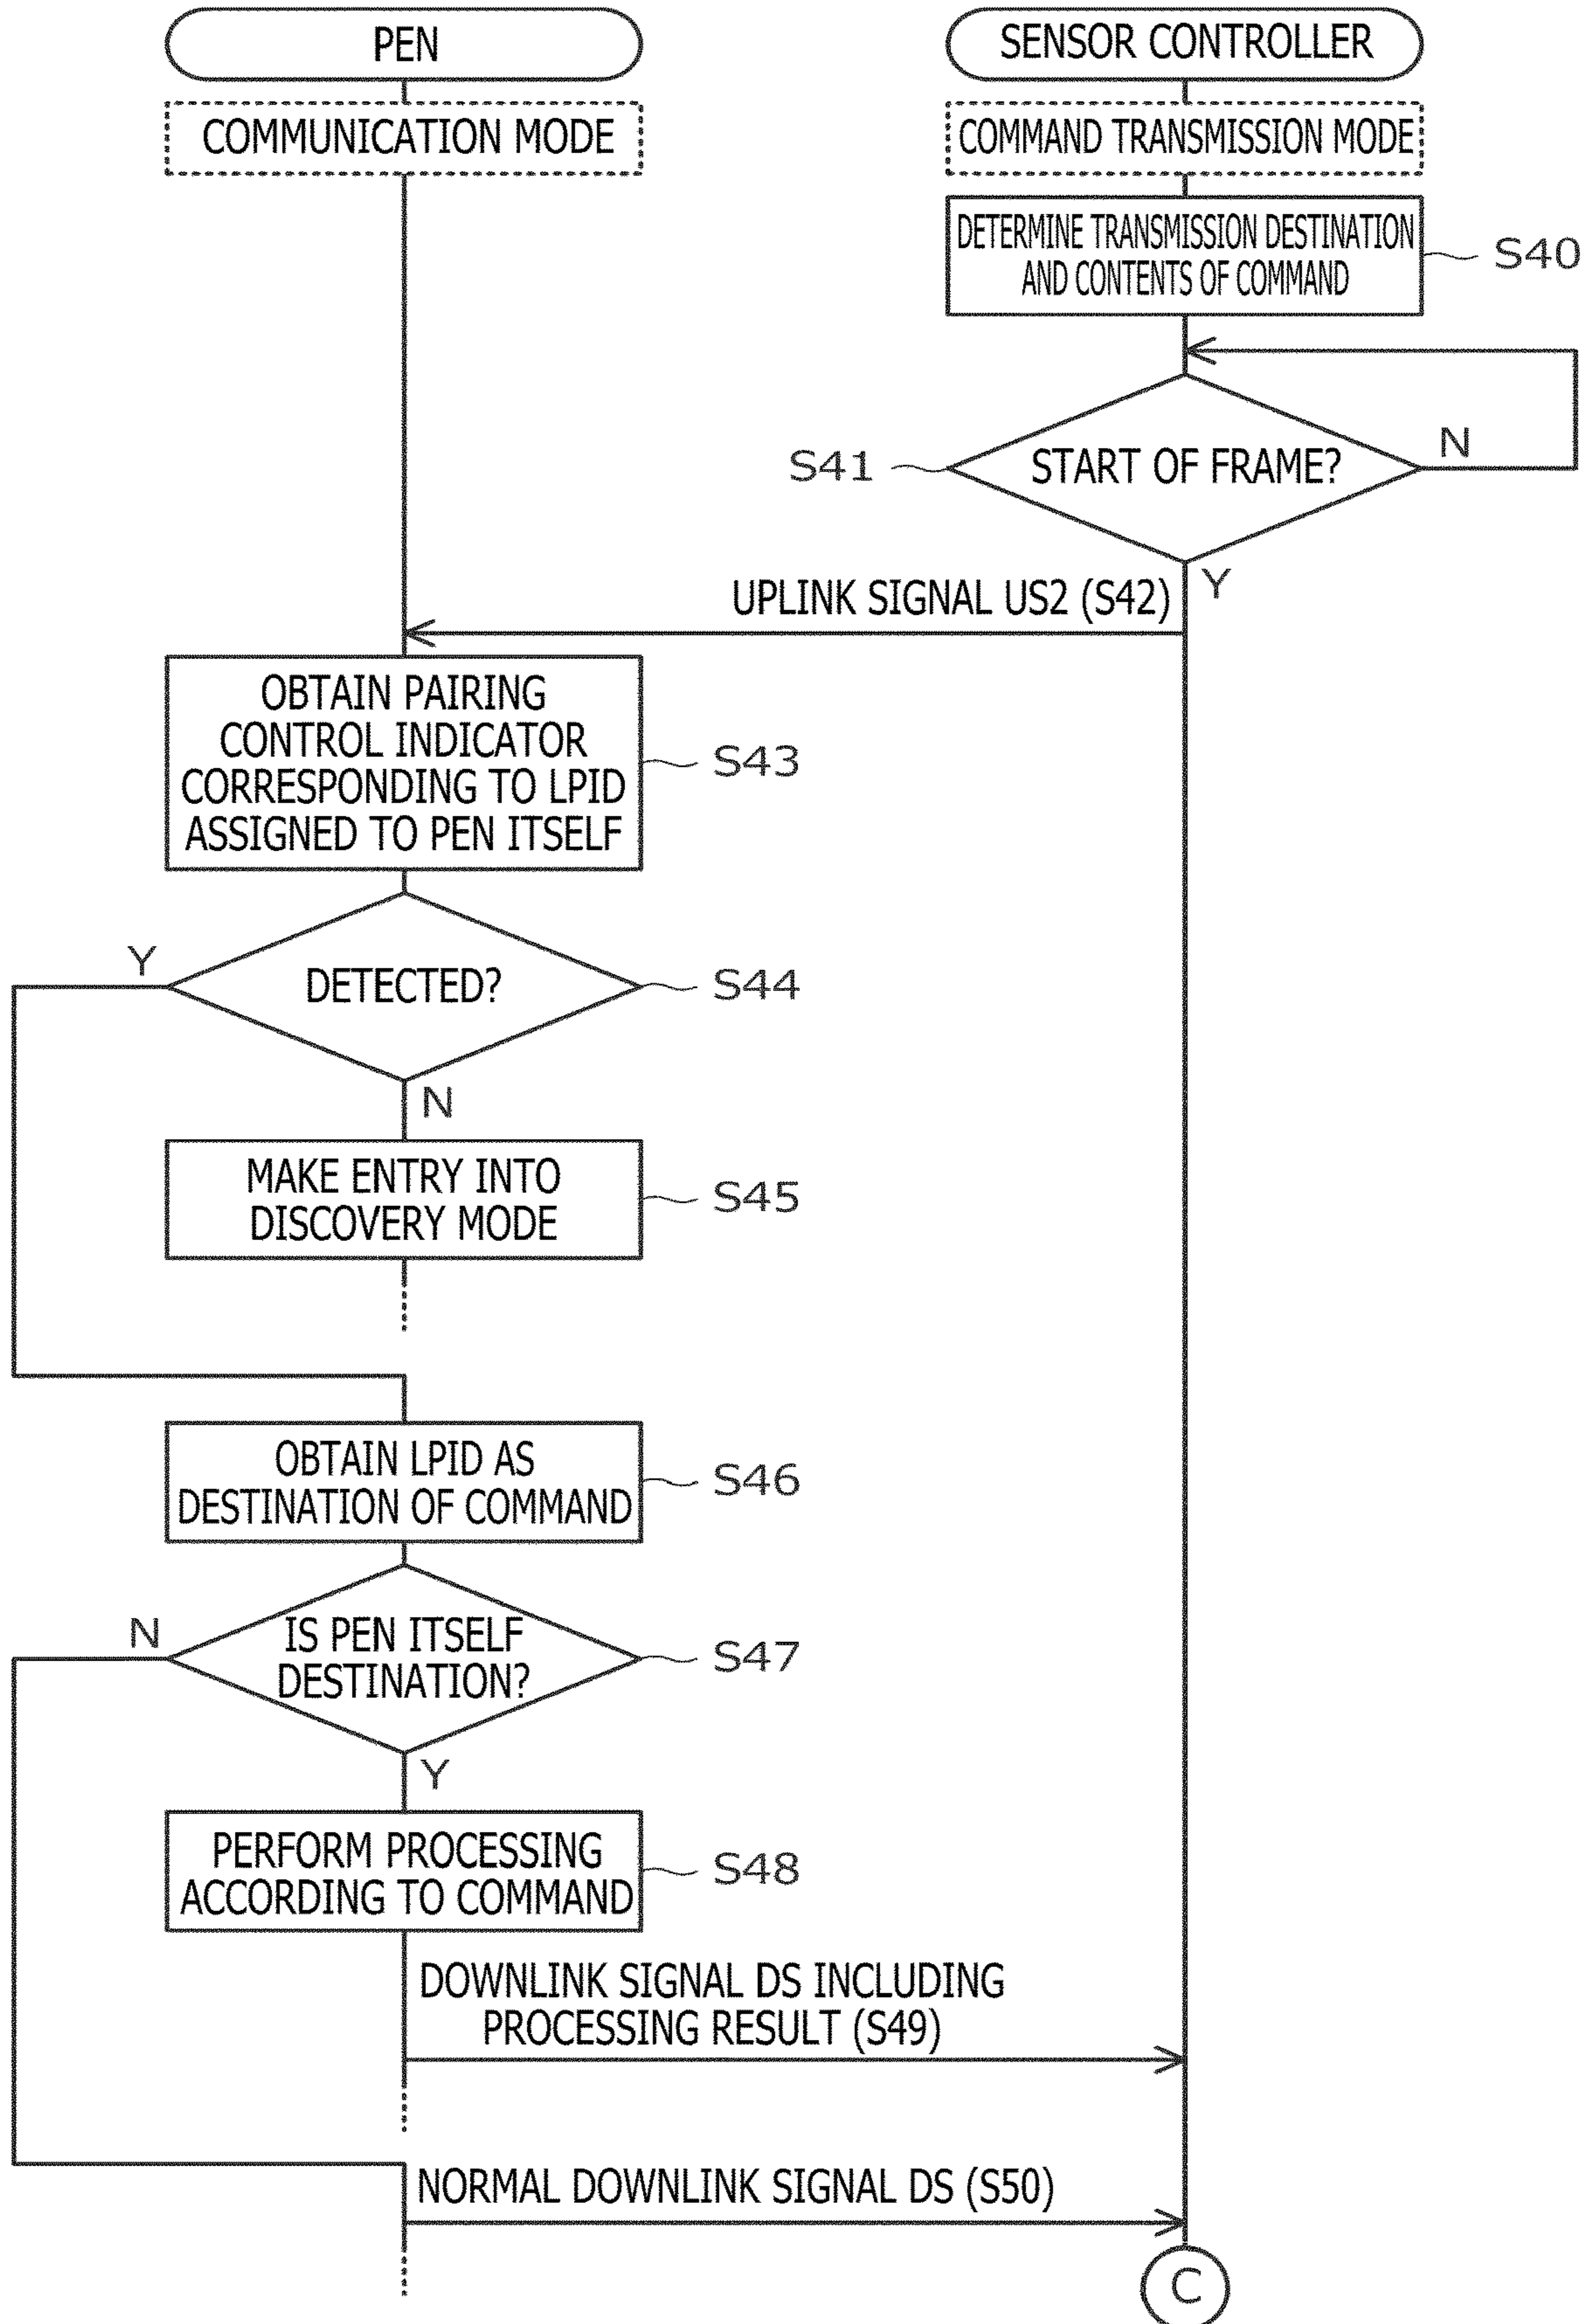 PEN
SENSOR CONTROLLER
COMMUNICATION MODE
COMMAND TRANSMISSION MODE
DETERMINE TRANSMISSION DESTINATION
AND CONTENTS OF COMMAND
S40
S41
START OF FRAME?
N
Y
UPLINK SIGNAL US2 (S42)
OBTAIN PAIRING
CONTROL INDICATOR
CORRESPONDING TO LPID
ASSIGNED TO PEN ITSELF
S43
Y
DETECTED?
S44
N
MAKE ENTRY INTO
DISCOVERY MODE
S45
OBTAIN LPID AS
DESTINATION OF COMMAND
S46
N
IS PEN ITSELF
DESTINATION?
S47
Y
PERFORM PROCESSING
ACCORDING TO COMMAND
S48
DOWNLINK SIGNAL DS INCLUDING
PROCESSING RESULT (S49)
NORMAL DOWNLINK SIGNAL DS (S50)
C